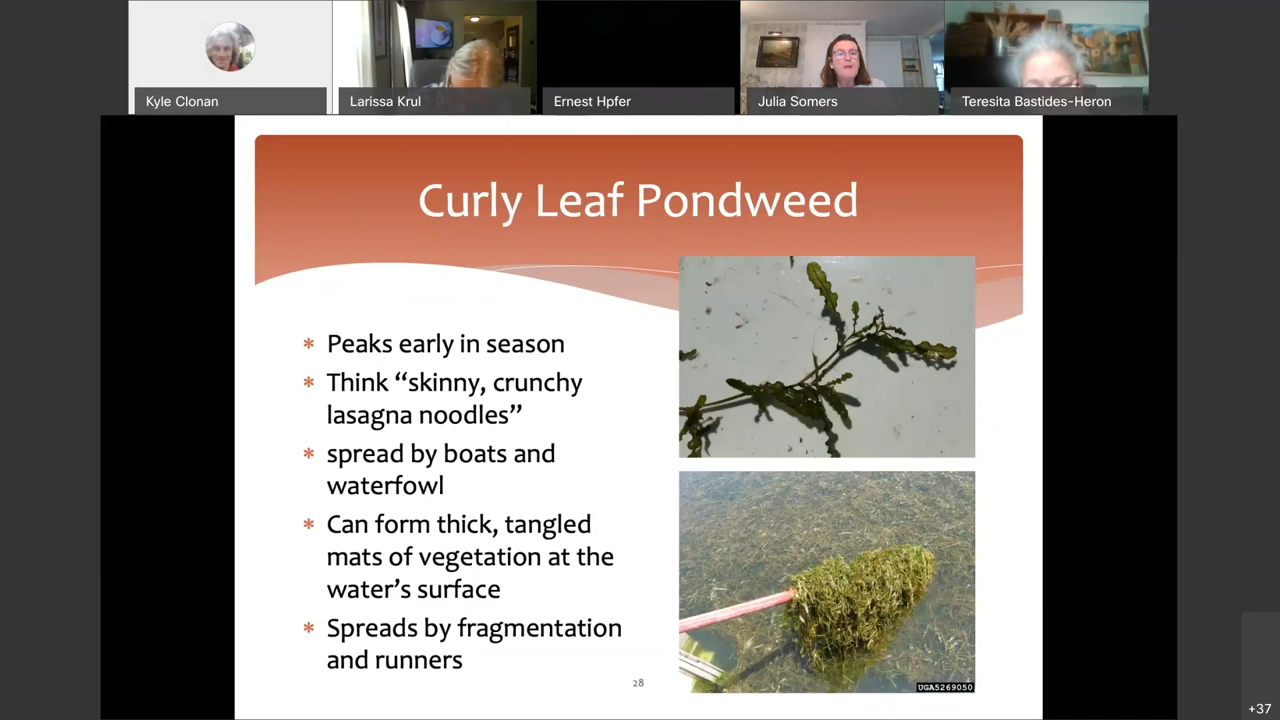 Kyle Clonan
Larissa Krul
Ernest Hpfer
Julia Somers
Teresita Bastides-Heron
Curly Leaf Pondweed
* Peaks early in season
* Think “skinny, crunchy
lasagna noodles”
* spread by boats and
waterfowl
* Can form thick, tangled
mats of vegetation at the
water’s surface
* Spreads by fragmentation
and runners
28
UGA5269050
+37